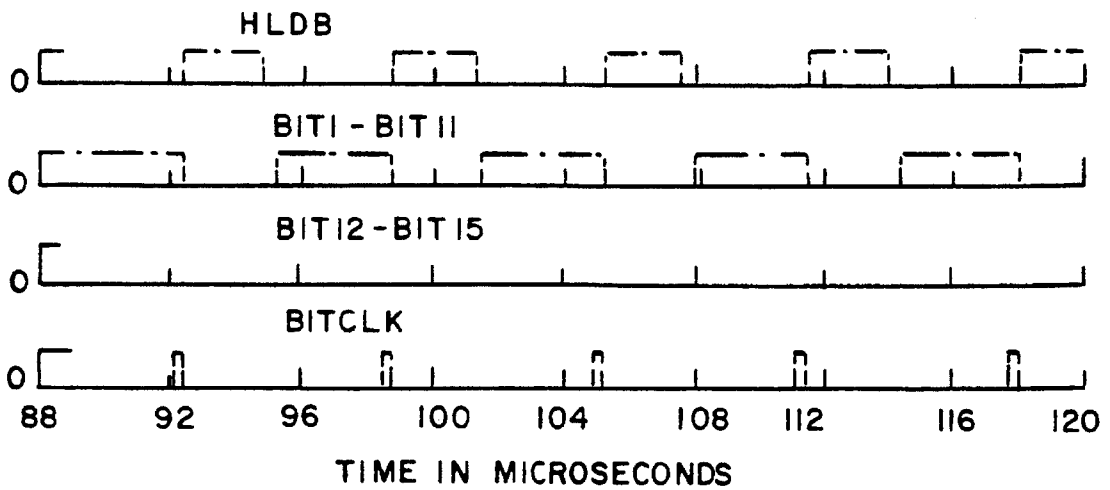 HLDB
0
BIT1 - BIT11
0
BIT12 - BIT15
0
BITCLK
0
88 92 96 100 104 108 112 116 120
TIME IN MICROSECONDS